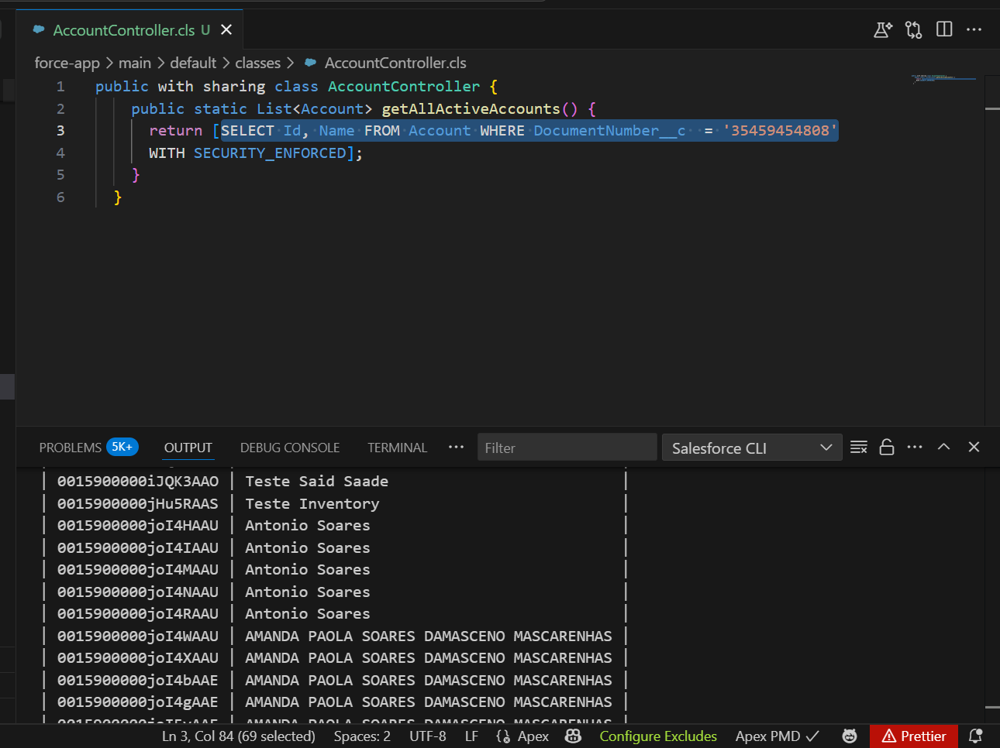 AccountController.cls U
force-app > main > default > classes > AccountController.cls
1 public with sharing class AccountController {
2 public static List<Account> getAllActiveAccounts() {
3 return [SELECT Id, Name FROM Account WHERE DocumentNumber__c  = '35459454808'
4 WITH SECURITY_ENFORCED];
5 }
6 }
PROBLEMS 5K+ OUTPUT DEBUG CONSOLE TERMINAL ... Filter Salesforce CLI
| 0015900000iJQK3AAO | Teste Said Saade |
| 0015900000jHu5RAAS | Teste Inventory |
| 0015900000joI4HAAU | Antonio Soares |
| 0015900000joI4IAAU | Antonio Soares |
| 0015900000joI4MAAU | Antonio Soares |
| 0015900000joI4NAAU | Antonio Soares |
| 0015900000joI4RAAU | Antonio Soares |
| 0015900000joI4WAAU | AMANDA PAOLA SOARES DAMASCENO MASCARENHAS |
| 0015900000joI4XAAU | AMANDA PAOLA SOARES DAMASCENO MASCARENHAS |
| 0015900000joI4bAAE | AMANDA PAOLA SOARES DAMASCENO MASCARENHAS |
| 0015900000joI4gAAE | AMANDA PAOLA SOARES DAMASCENO MASCARENHAS |
AMANDA PAOLA SOARES DAMASCENO MASCARENHAS
Ln 3, Col 84 (69 selected) Spaces: 2 UTF-8 LF Apex Configure Excludes Apex PMD Prettier